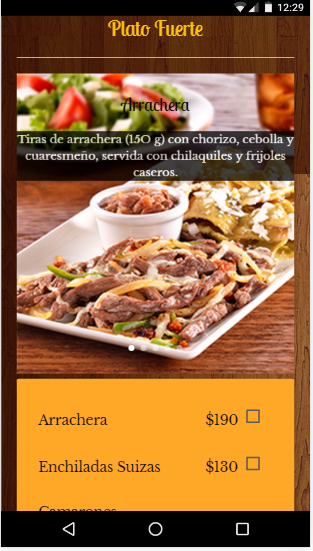 12:29
Plato Fuerte
Arrachera
Tiras de arrachera (150 g) con chorizo, cebolla y
cuaresmeño, servida con chilaquiles y frijoles
caseros.
Arrachera $190
Enchiladas Suizas $130
Camarones